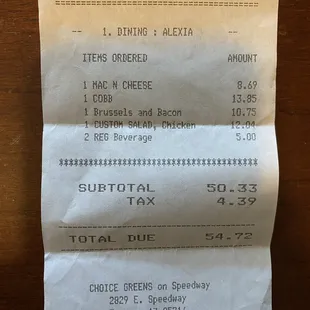 -- 1. DINING : ALEXIA --
ITEMS ORDERED AMOUNT
1 MAC N CHEESE 8.69
1 COBB 13.85
1 Brussels and Bacon 10.75
1 CUSTOM SALAD, Chicken 12.04
2 REG Beverage 5.00
SUBTOTAL 50.33
TAX 4.39
TOTAL DUE 54.72
CHOICE GREENS on Speedway
2829 E. Speedway